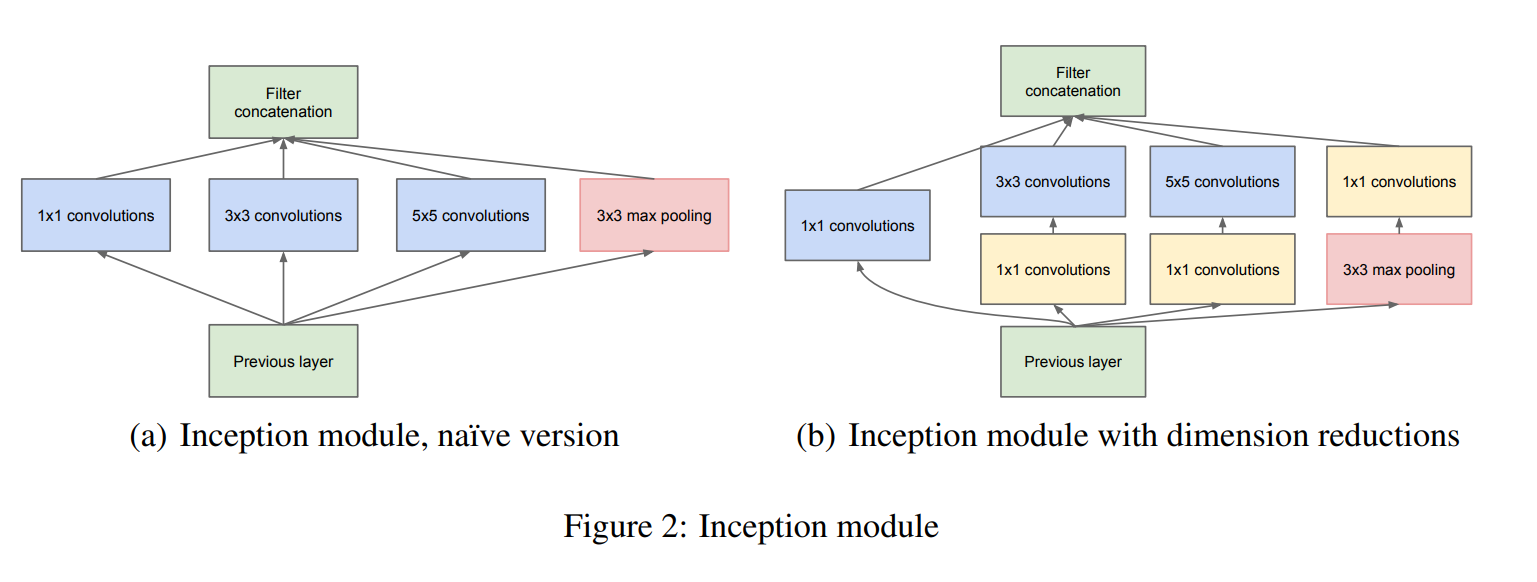 Filter
concatenation
1x1 convolutions
3x3 convolutions
5x5 convolutions
3x3 max pooling
Previous layer
(a) Inception module, naïve version
Filter
concatenation
3x3 convolutions
5x5 convolutions
1x1 convolutions
1x1 convolutions
1x1 convolutions
1x1 convolutions
3x3 max pooling
Previous layer
(b) Inception module with dimension reductions
Figure 2: Inception module